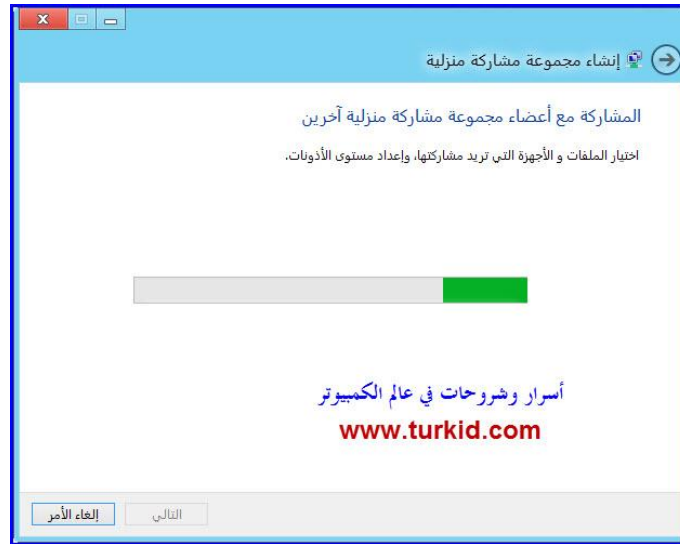 إنشاء مجموعة مشاركة منزلية
المشاركة مع أعضاء مجموعة مشاركة منزلية آخرين
اختيار الملفات و الأجهزة التي تريد مشاركتها، وإعداد مستوى الأذونات.
أسرار وشروحات في عالم الكمبيوتر
www.turkid.com
التالي إلغاء الأمر